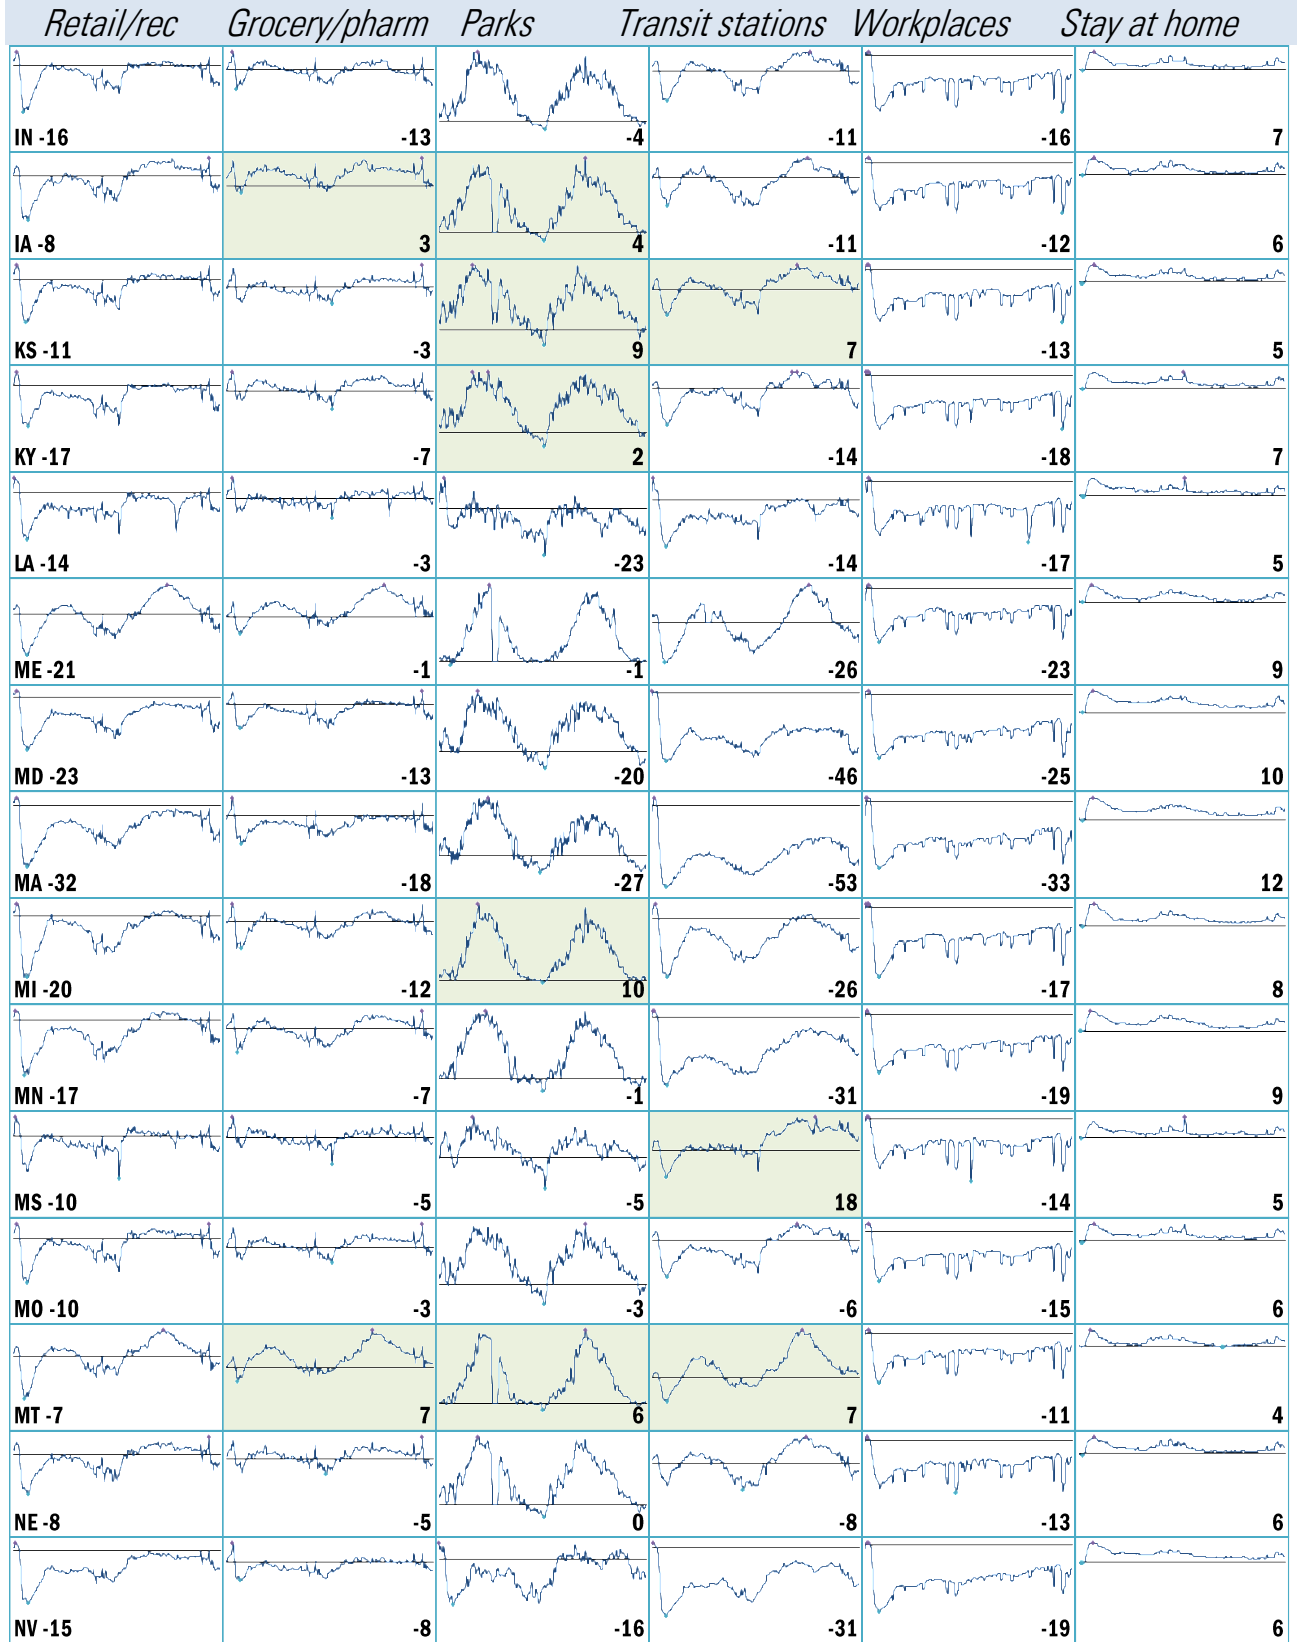 Retail/rec Grocery/pharm Parks Transit stations Workplaces Stay at home
IN -16 -13 -4 -11 -16 7
IA -8 3 4 -11 -12 6
KS -11 -3 9 7 -13 5
KY -17 -7 2 -14 -18 7
LA -14 -3 -23 -14 -17 5
ME -21 -1 -1 -26 -23 9
MD -23 -13 -20 -46 -25 10
MA -32 -18 -27 -53 -33 12
MI -20 -12 10 -26 -17 8
MN -17 -7 -1 -31 -19 9
MS -10 -5 -5 18 -14 5
MO -10 -3 -3 -6 -15 6
MT -7 7 6 7 -11 4
NE -8 -5 0 -8 -13 6
NV -15 -8 -16 -31 -19 6